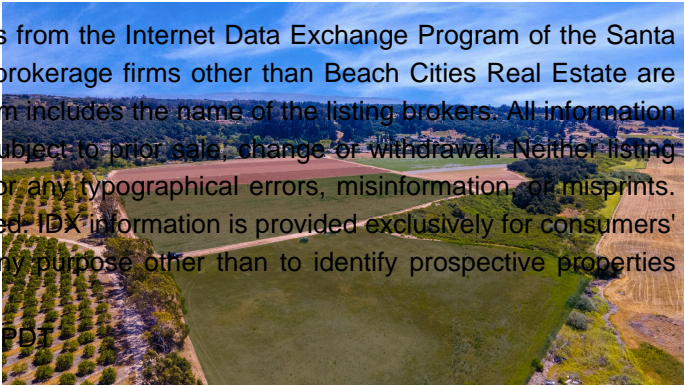 s from the Internet Data Exchange Program of the Santa
brokerage firms other than Beach Cities Real Estate are
m includes the name of the listing brokers. All information
ubject to prior sale, change or withdrawal. Neither listing
or any typographical errors, misinformation, or misprints.
ed. IDX information is provided exclusively for consumers'
ny purpose other than to identify prospective properties
PDT